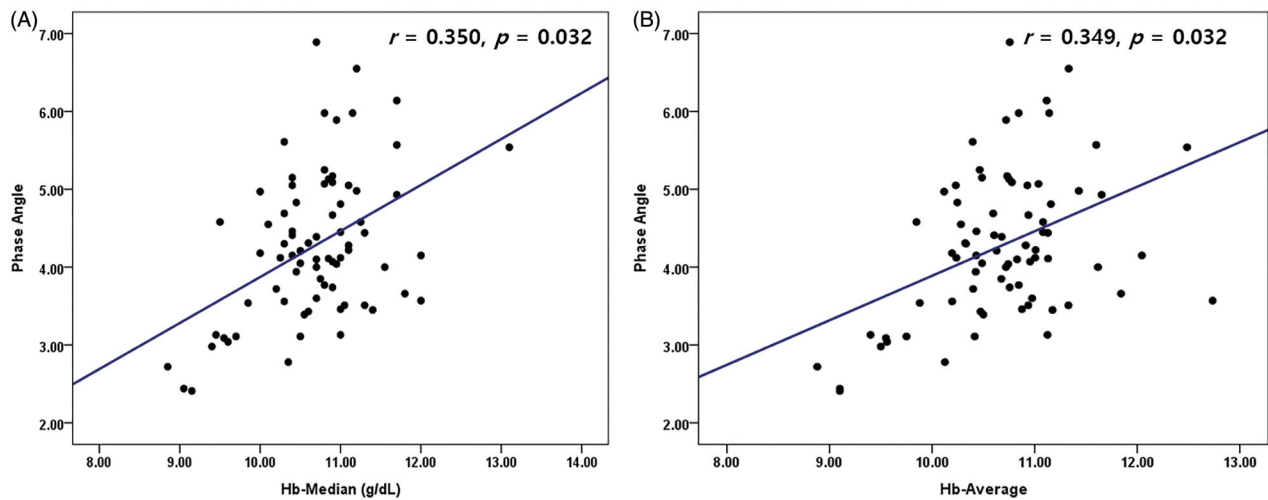 (A)
r = 0.350, p = 0.032
7.00
6.00
5.00
4.00
3.00
2.00
Phase Angle
8.00 9.00 10.00 11.00 12.00 13.00 14.00
Hb-Median (g/dL)
(B)
r = 0.349, p = 0.032
7.00
6.00
5.00
4.00
3.00
2.00
Phase Angle
8.00 9.00 10.00 11.00 12.00 13.00
Hb-Average